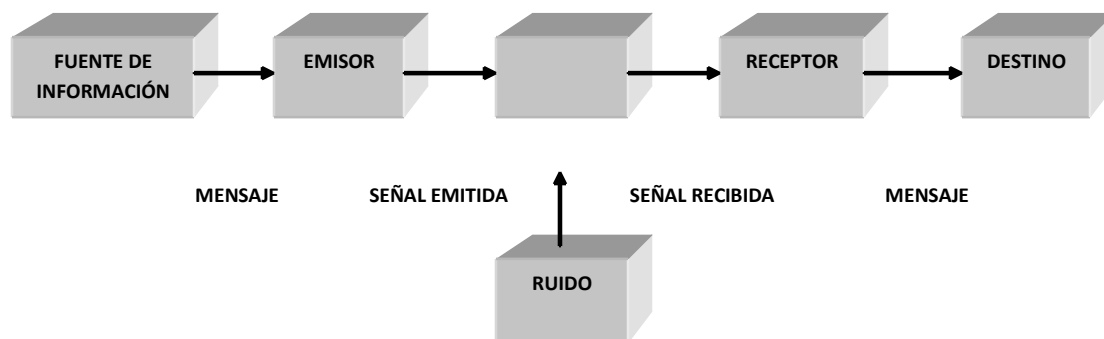 FUENTE DE
INFORMACIÓN
EMISOR
RECEPTOR
DESTINO
MENSAJE
SEÑAL EMITIDA
SEÑAL RECIBIDA
MENSAJE
RUIDO